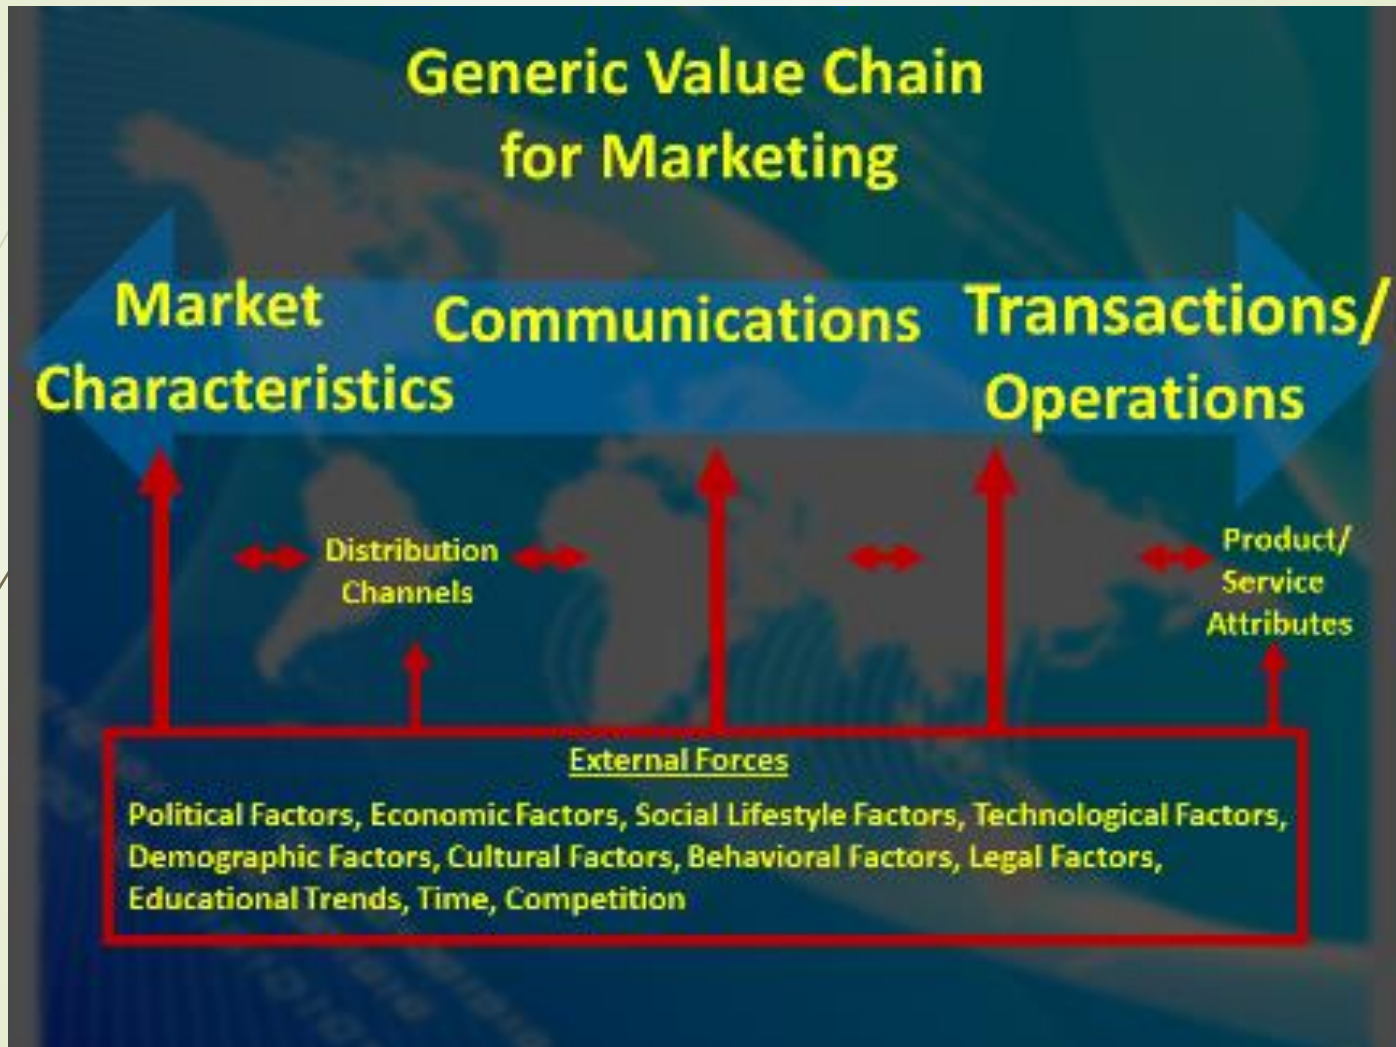 Generic Value Chain
for Marketing
Market
Characteristics
Communications
Transactions/
Operations
Distribution
Channels
Product/
Service
Attributes
External Forces
Political Factors, Economic Factors, Social Lifestyle Factors, Technological Factors,
Demographic Factors, Cultural Factors, Behavioral Factors, Legal Factors,
Educational Trends, Time, Competition